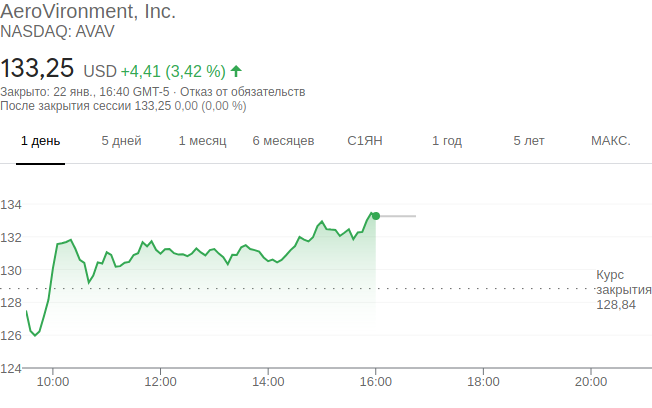 AeroVironment, Inc.
NASDAQ: AVAV
133,25 USD +4,41 (3,42 %)
Закрыто: 22 янв., 16:40 GMT-5 · Отказ от обязательств
После закрытия сессии 133,25 0,00 (0,00 %)
1 день 5 дней 1 месяц 6 месяцев С1ЯН 1 год 5 лет МАКС.
134
132
130
128
126
124
Курс
закрытия
128,84
10:00 12:00 14:00 16:00 18:00 20:00